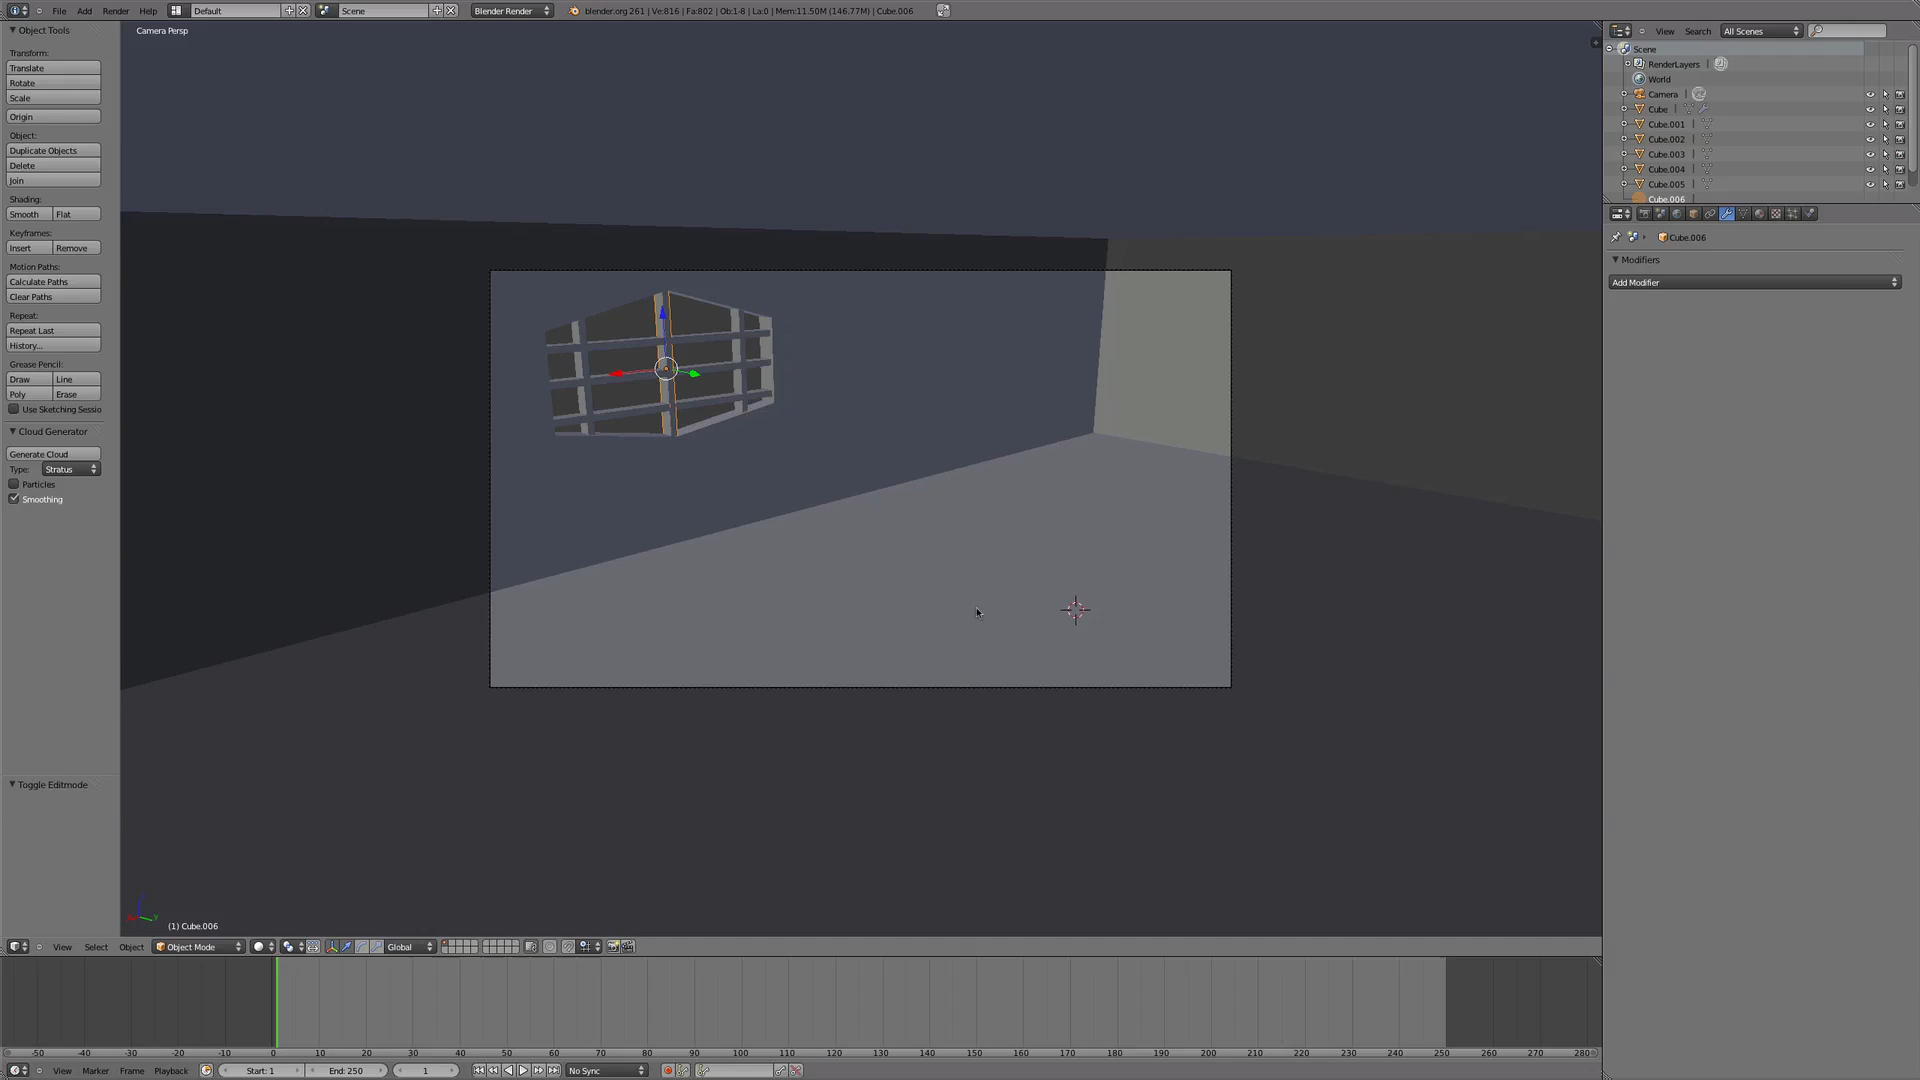 File Add Render Help Default Scene Blender Render blender.org 261 | Ve:816 | Fa:802 | Ob:1-8 | La:0 | Mem:11.50M (146.77M) | Cube.006
Object Tools
Transform:
Translate
Rotate
Scale
Origin
Object:
Duplicate Objects
Delete
Join
Shading:
Smooth Flat
Keyframes:
Insert Remove
Motion Paths:
Calculate Paths
Clear Paths
Repeat:
Repeat Last
History...
Grease Pencil:
Draw Line
Poly Erase
Use Sketching Sessio
Cloud Generator
Generate Cloud
Type: Stratus
Particles
Smoothing
Toggle Editmode
Camera Persp
(1) Cube.006
View Search All Scenes
Scene
RenderLayers
World
Camera
Cube
Cube.001
Cube.002
Cube.003
Cube.004
Cube.005
Cube.006
Cube.006
Modifiers
Add Modifier
View Select Object Object Mode Global
-50 -40 -30 -20 -10 0 10 20 30 40 50 60 70 80 90 100 110 120 130 140 150 160 170 180 190 200 210 220 230 240 250 260 270 280
View Marker Frame Playback Start: 1 End: 250 1 No Sync